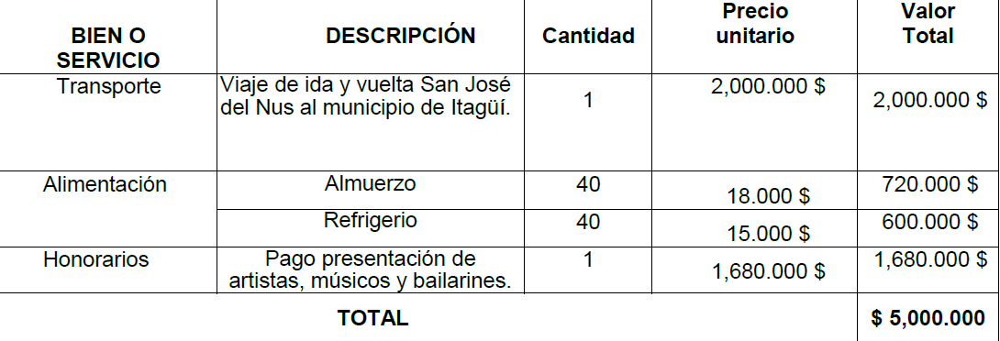 BIEN O SERVICIO DESCRIPCIÓN Cantidad Precio unitario Valor Total
Transporte Viaje de ida y vuelta San José del Nus al municipio de Itagüí. 1 2,000.000 $ 2,000.000 $
Alimentación Almuerzo 40 18.000 $ 720.000 $
Refrigerio 40 15.000 $ 600.000 $
Honorarios Pago presentación de artistas, músicos y bailarines. 1 1,680.000 $ 1,680.000 $
TOTAL $ 5,000.000